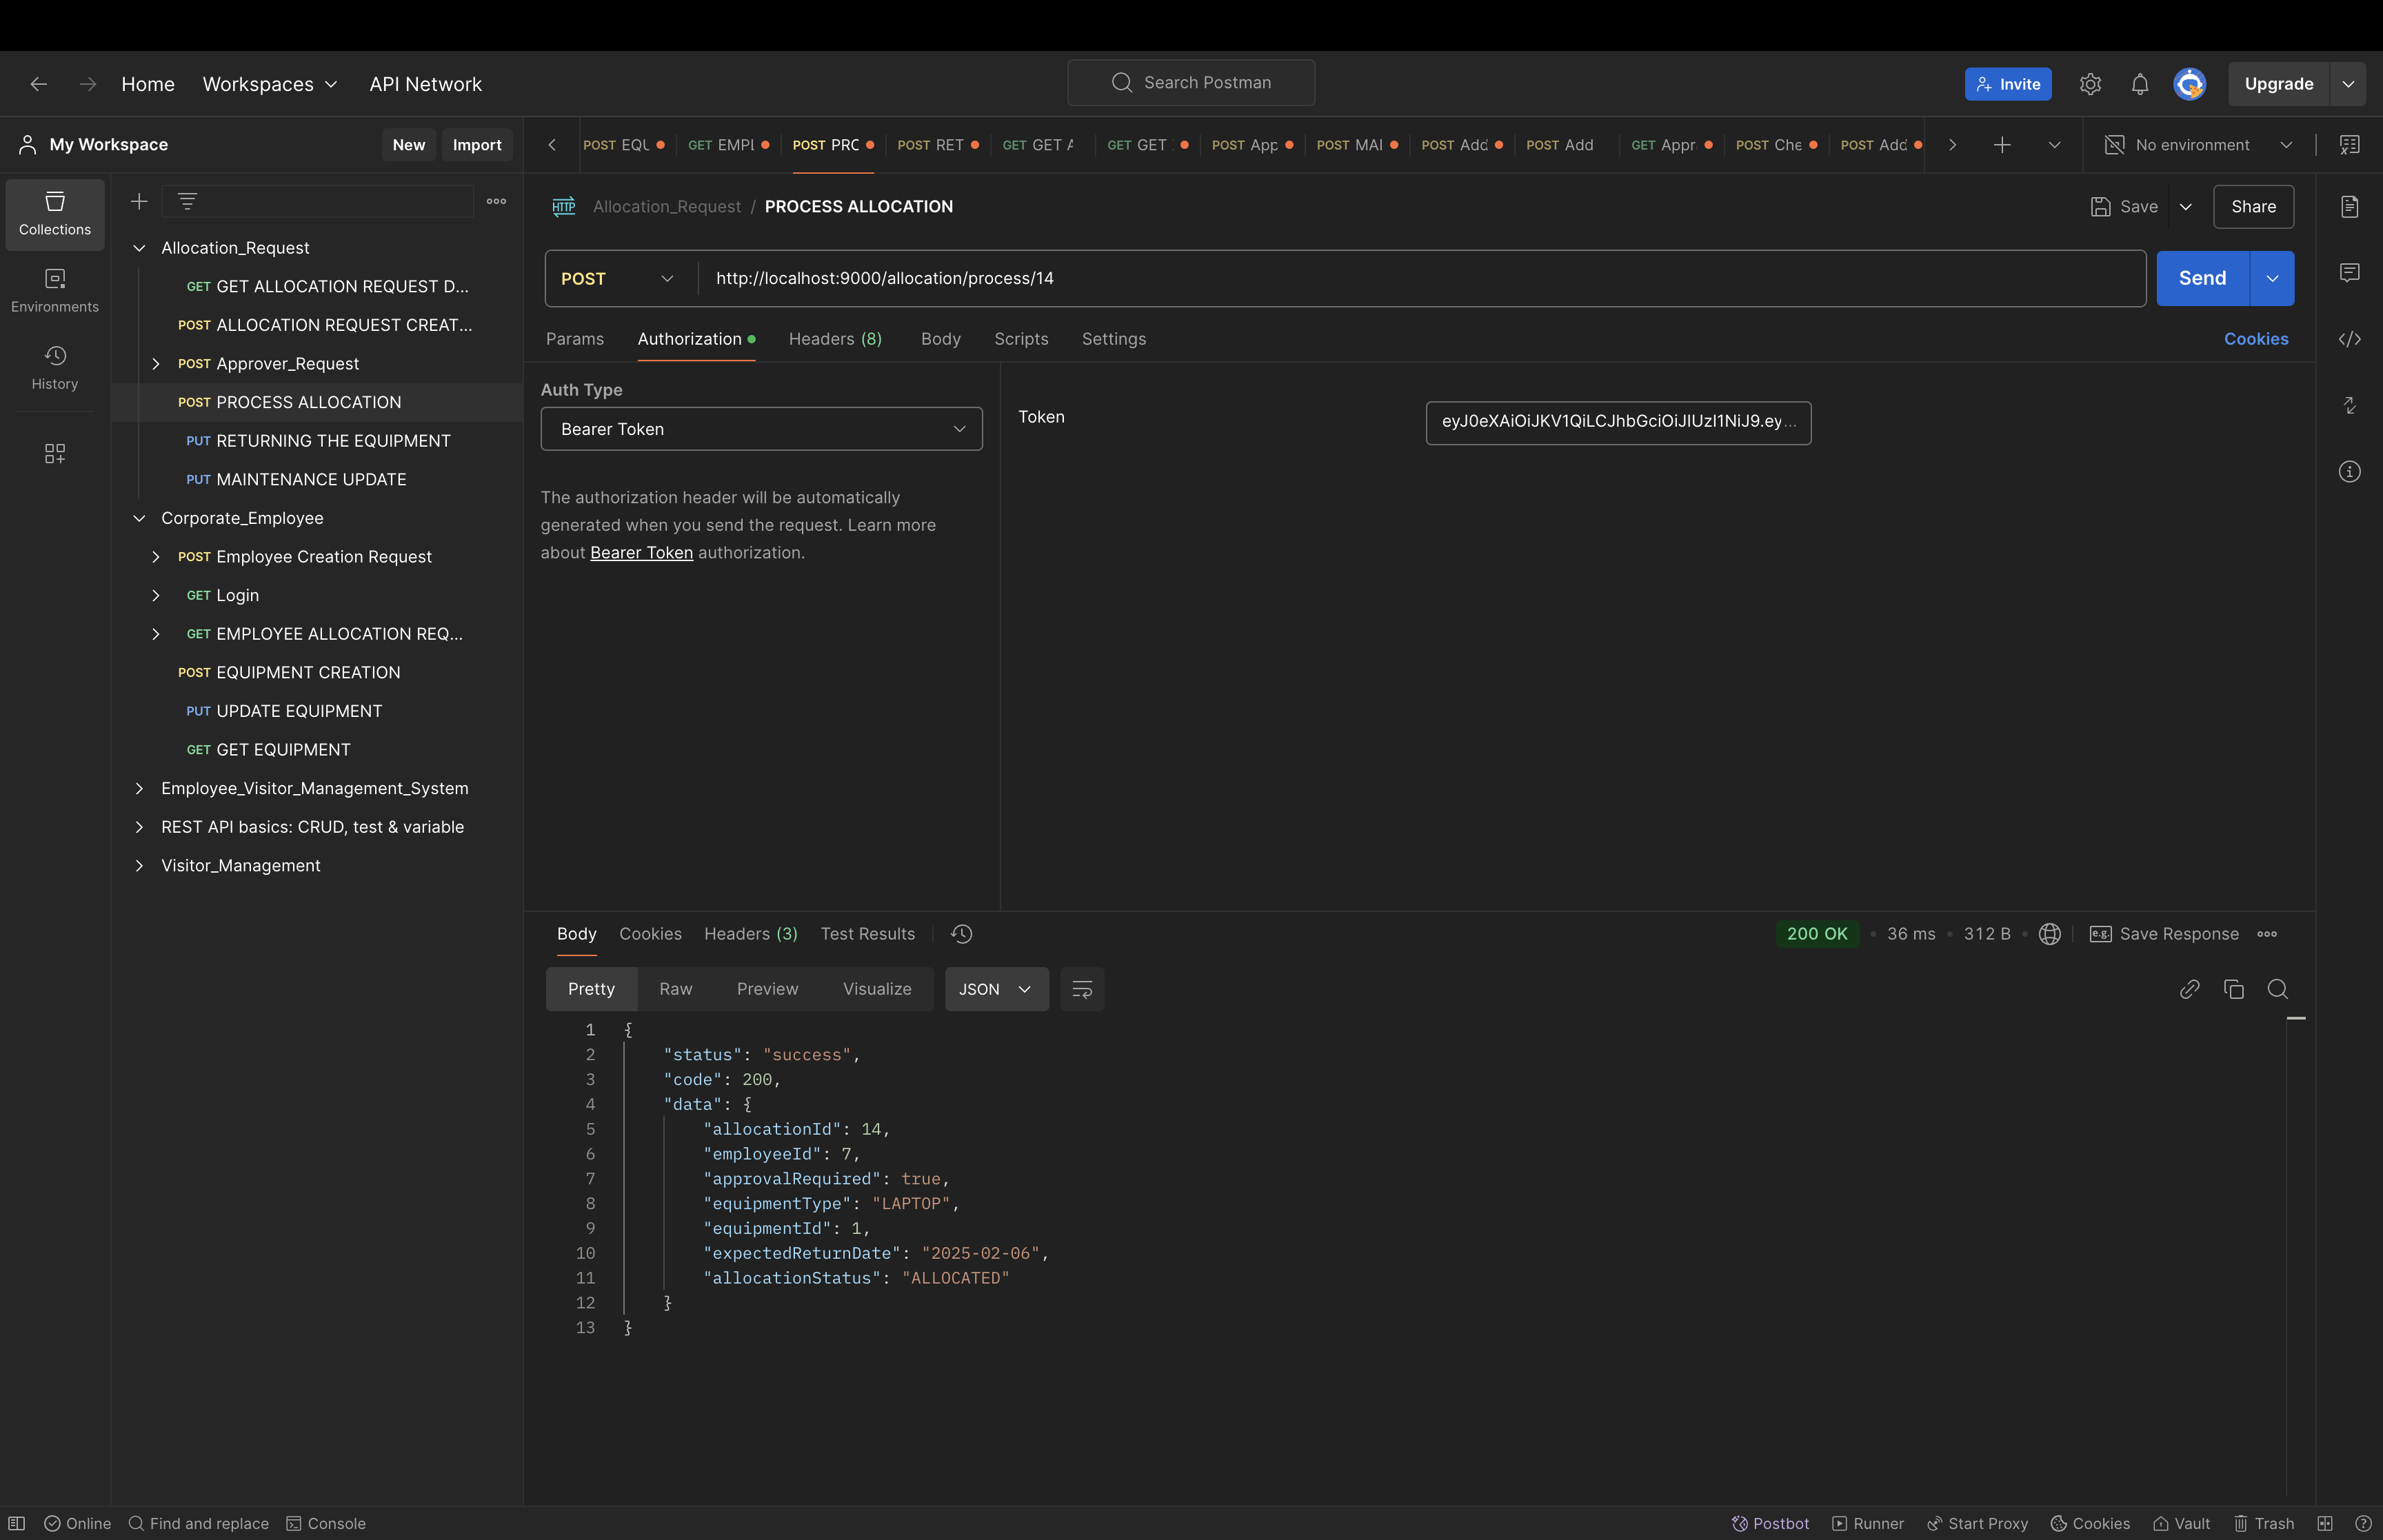 Home Workspaces API Network Search Postman Invite Upgrade
My Workspace New Import
POST EQU GET EMPL POST PRO POST RET GET GET A GET GET POST App POST MAI POST Add POST Add GET Appr POST Che POST Add No environment
Collections
Environments
History
Allocation_Request
GET GET ALLOCATION REQUEST D...
POST ALLOCATION REQUEST CREAT...
POST Approver_Request
POST PROCESS ALLOCATION
PUT RETURNING THE EQUIPMENT
PUT MAINTENANCE UPDATE
Corporate_Employee
POST Employee Creation Request
GET Login
GET EMPLOYEE ALLOCATION REQ...
POST EQUIPMENT CREATION
PUT UPDATE EQUIPMENT
GET GET EQUIPMENT
Employee_Visitor_Management_System
REST API basics: CRUD, test & variable
Visitor_Management
HTTP Allocation_Request / PROCESS ALLOCATION Save Share
POST http://localhost:9000/allocation/process/14 Send
Params Authorization Headers (8) Body Scripts Settings Cookies
Auth Type
Bearer Token
Token eyJ0eXAiOiJKV1QiLCJhbGciOiJIUzI1NiJ9.ey...
The authorization header will be automatically
generated when you send the request. Learn more
about Bearer Token authorization.
Body Cookies Headers (3) Test Results 200 OK 36 ms 312 B e.g. Save Response
Pretty Raw Preview Visualize JSON
1 {
2 "status": "success",
3 "code": 200,
4 "data": {
5 "allocationId": 14,
6 "employeeId": 7,
7 "approvalRequired": true,
8 "equipmentType": "LAPTOP",
9 "equipmentId": 1,
10 "expectedReturnDate": "2025-02-06",
11 "allocationStatus": "ALLOCATED"
12 }
13 }
Online Find and replace Console Postbot Runner Start Proxy Cookies Vault Trash